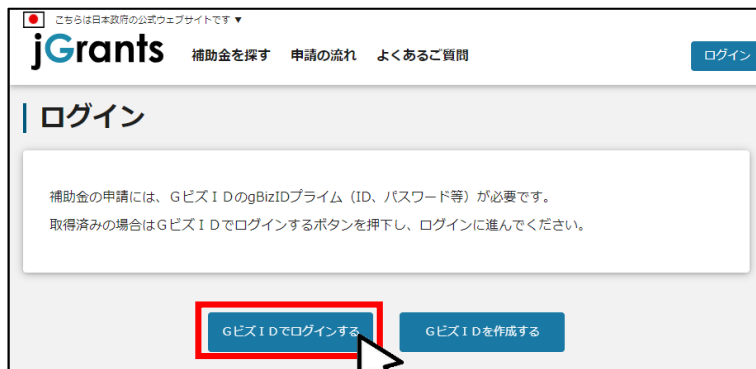 こちらは日本政府の公式ウェブサイトです ▼
jGrants 補助金を探す 申請の流れ よくあるご質問 ログイン
ログイン
補助金の申請には、ＧビズＩＤのgBizIDプライム（ID、パスワード等）が必要です。
取得済みの場合はＧビズＩＤでログインするボタンを押下し、ログインに進んでください。
ＧビズＩＤでログインする ＧビズＩＤを作成する